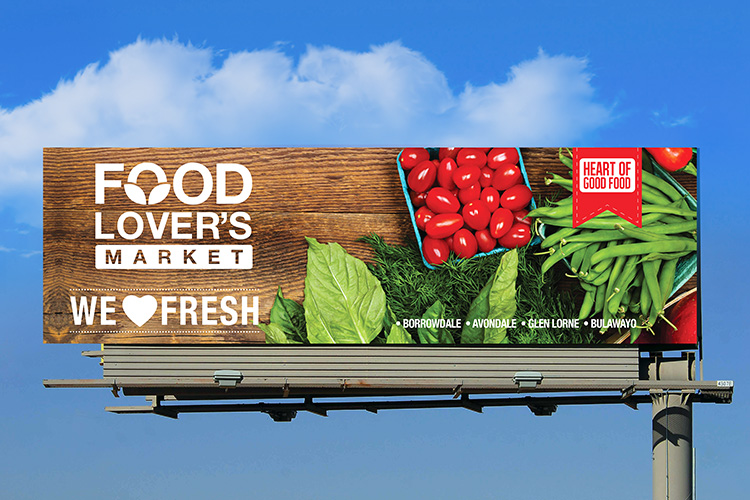 FOOD
LOVER'S
MARKET
WE ♥ FRESH
HEART OF
GOOD FOOD
• BORROWDALE • AVONDALE • GLEN LORNE • BULAWAYO